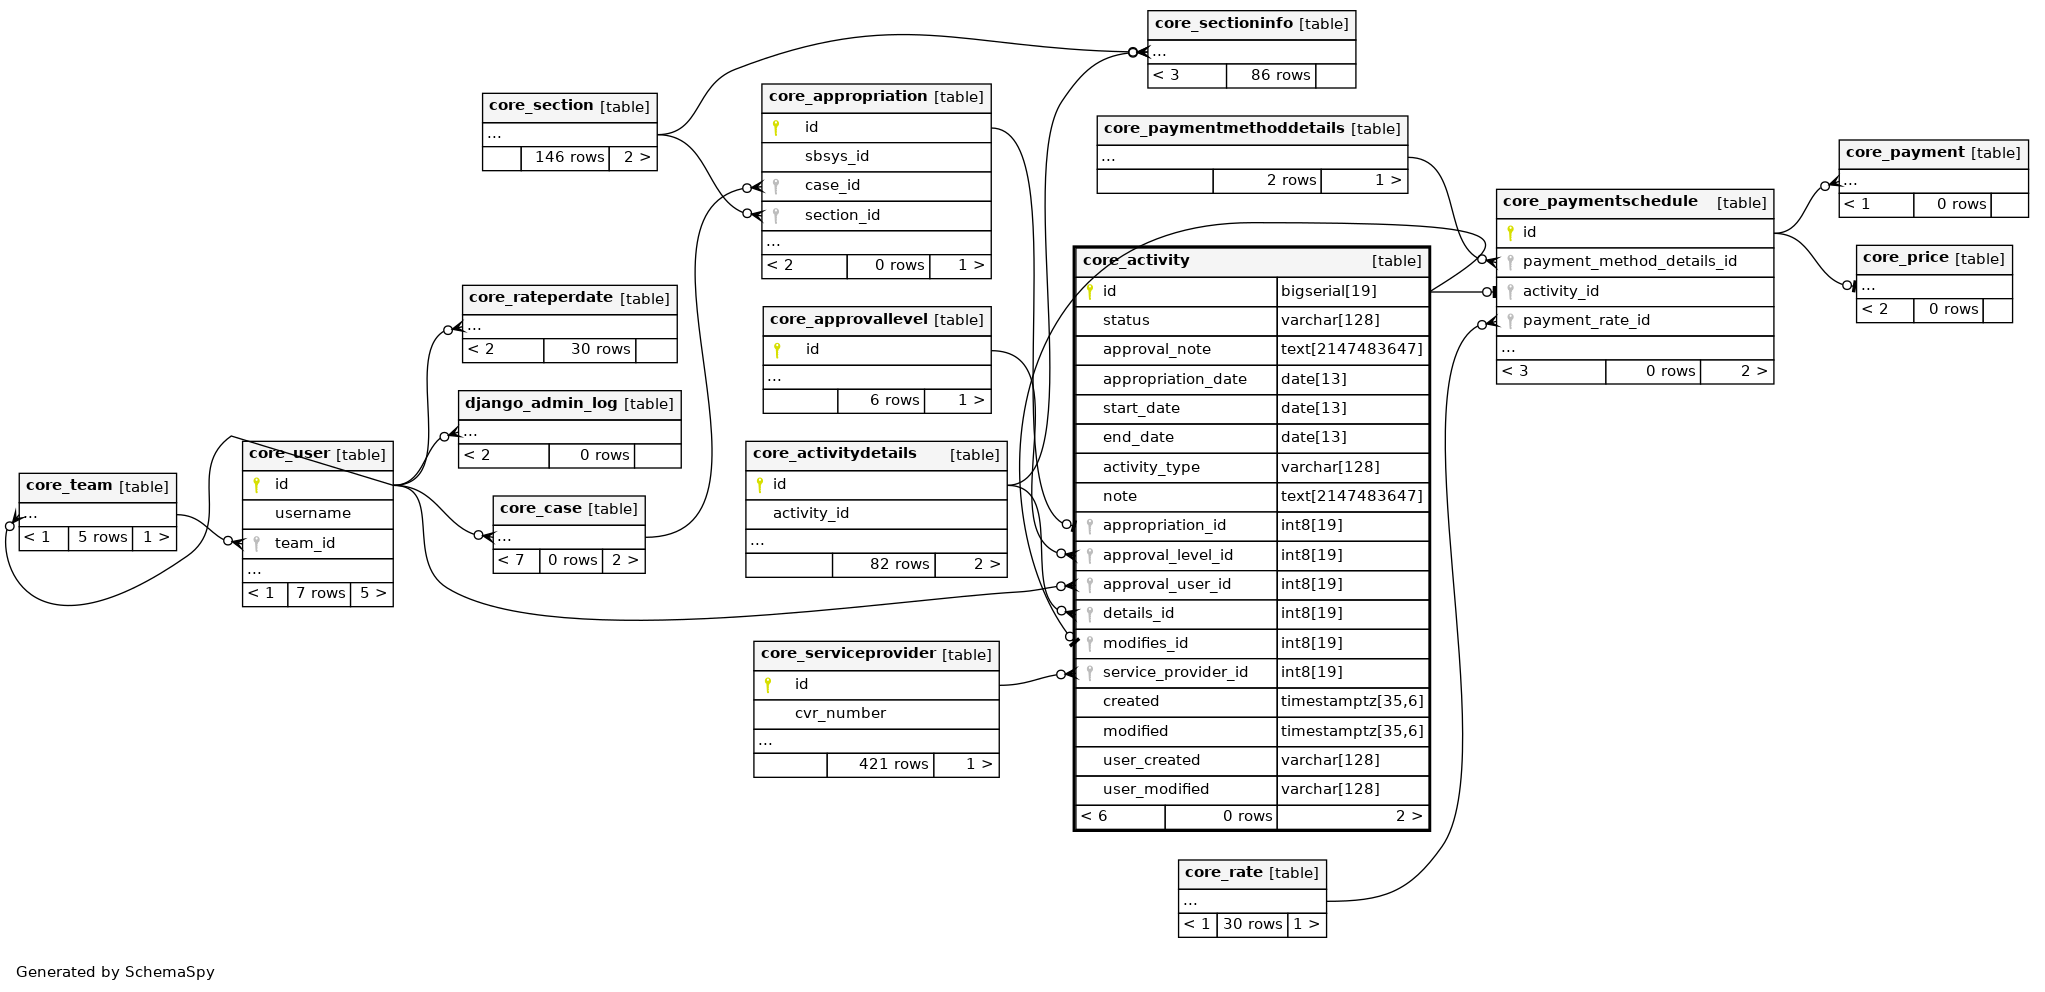 core_sectioninfo [table]
...
< 3 86 rows
core_section [table]
...
146 rows 2 >
core_appropriation [table]
id
sbsys_id
case_id
section_id
...
< 2 0 rows 1 >
core_paymentmethoddetails [table]
...
2 rows 1 >
core_payment [table]
...
< 1 0 rows
core_paymentschedule [table]
id
payment_method_details_id
activity_id
payment_rate_id
...
< 3 0 rows 2 >
core_price [table]
...
< 2 0 rows
core_rateperdate [table]
...
< 2 30 rows
core_approvallevel [table]
id
...
6 rows 1 >
django_admin_log [table]
...
< 2 0 rows
core_user [table]
id
username
team_id
...
< 1 7 rows 5 >
core_team [table]
...
< 1 5 rows 1 >
core_case [table]
...
< 7 0 rows 2 >
core_activitydetails [table]
id
activity_id
...
82 rows 2 >
core_serviceprovider [table]
id
cvr_number
...
421 rows 1 >
core_activity [table]
id bigserial[19]
status varchar[128]
approval_note text[2147483647]
appropriation_date date[13]
start_date date[13]
end_date date[13]
activity_type varchar[128]
note text[2147483647]
appropriation_id int8[19]
approval_level_id int8[19]
approval_user_id int8[19]
details_id int8[19]
modifies_id int8[19]
service_provider_id int8[19]
created timestamptz[35,6]
modified timestamptz[35,6]
user_created varchar[128]
user_modified varchar[128]
< 6 0 rows 2 >
core_rate [table]
...
< 1 30 rows 1 >
Generated by SchemaSpy